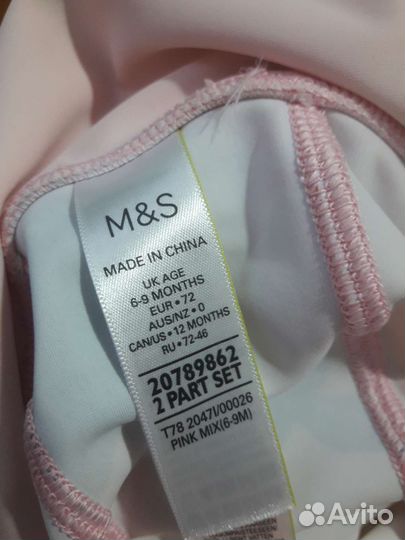 M&S
MADE IN CHINA
UK AGE
6-9 MONTHS
EUR • 72
AUS/NZ • 0
CAN/US • 12 MONTHS
RU • 72-46
20789862
2 PART SET
T78 2047I/00026
PINK MIX(6-9M)
Avito